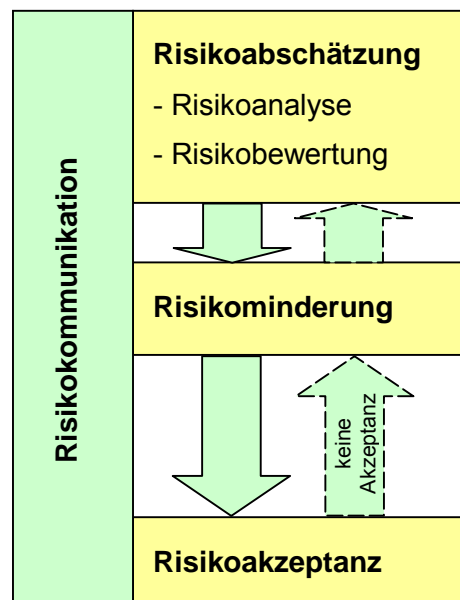 Risikokommunikation
Risikoabschätzung
- Risikoanalyse
- Risikobewertung
Risikominderung
keine
Akzeptanz
Risikoakzeptanz